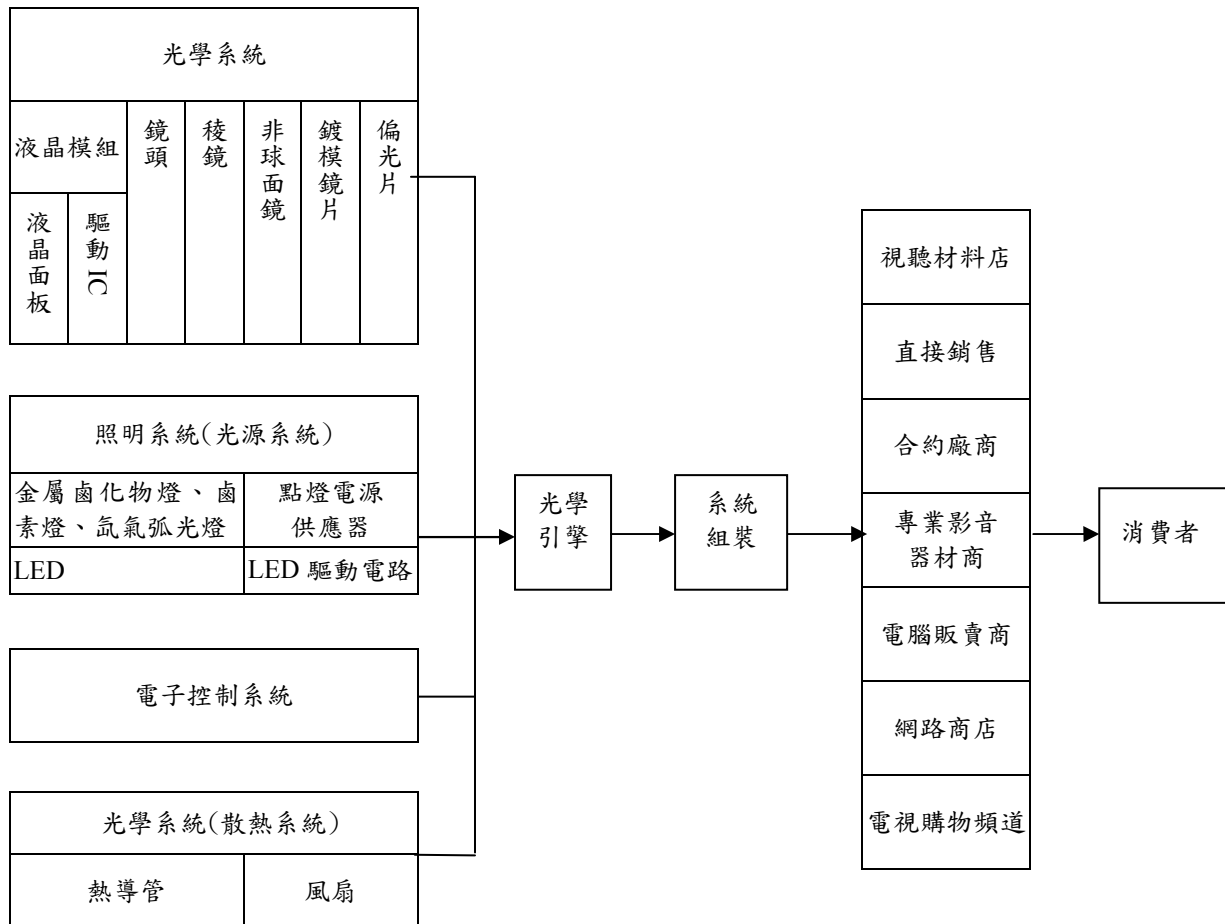 光學系統
液晶模組
鏡頭
稜鏡
非球面鏡
鍍模鏡片
偏光片
液晶面板
驅動IC
照明系統(光源系統)
金屬鹵化物燈、鹵
素燈、氙氣弧光燈
點燈電源
供應器
LED
LED 驅動電路
電子控制系統
光學系統(散熱系統)
熱導管
風扇
光學
引擎
系統
組裝
視聽材料店
直接銷售
合約廠商
專業影音
器材商
電腦販賣商
網路商店
電視購物頻道
消費者